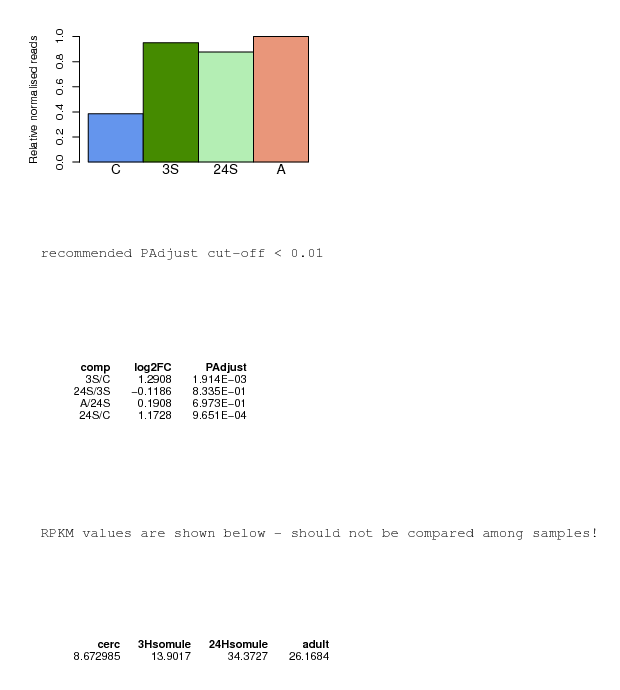 Relative normalised reads
1.0
0.8
0.6
0.4
0.2
0.0
C 3S 24S A
recommended PAdjust cut-off < 0.01
comp log2FC PAdjust
3S/C 1.2908 1.914E−03
24S/3S −0.1186 8.335E−01
A/24S 0.1908 6.973E−01
24S/C 1.1728 9.651E−04
RPKM values are shown below - should not be compared among samples!
cerc 3Hsomule 24Hsomule adult
8.672985 13.9017 34.3727 26.1684